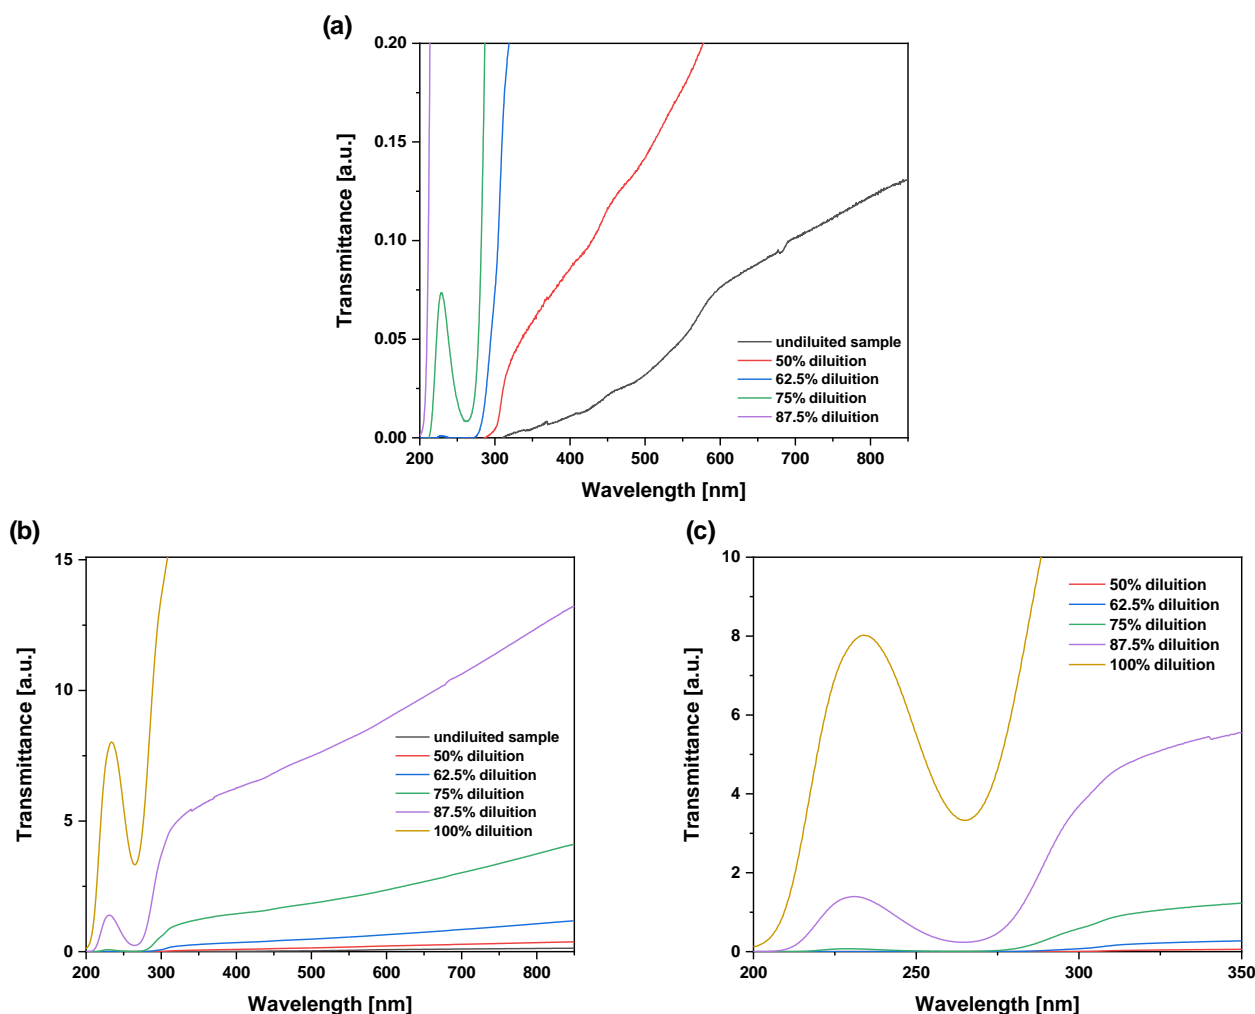 (a)
Transmittance [a.u.]
0.20
0.15
0.10
0.05
0.00
undiluited sample
50% diluition
62.5% diluition
75% diluition
87.5% diluition
200 300 400 500 600 700 800
Wavelength [nm]
(b)
Transmittance [a.u.]
15
10
5
0
undiluited sample
50% diluition
62.5% diluition
75% diluition
87.5% diluition
100% diluition
200 300 400 500 600 700 800
Wavelength [nm]
(c)
Transmittance [a.u.]
10
8
6
4
2
0
50% diluition
62.5% diluition
75% diluition
87.5% diluition
100% diluition
200 250 300 350
Wavelength [nm]